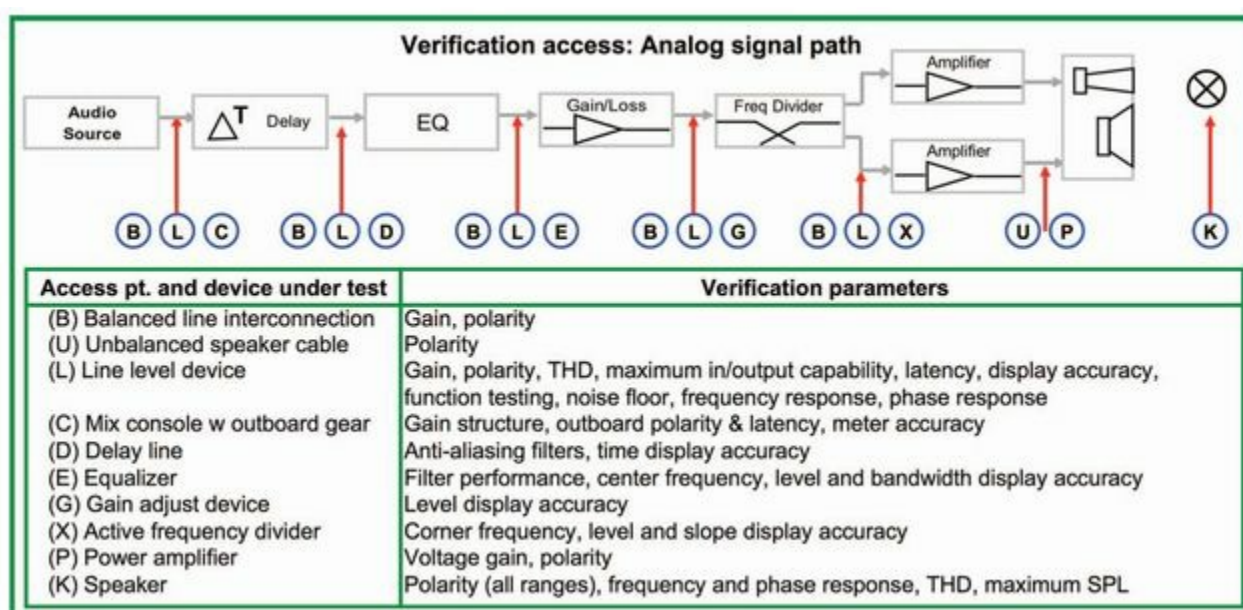 Verification access: Analog signal path
Audio
Source
ΔT Delay
EQ
Gain/Loss
Freq Divider
Amplifier
Amplifier
B L C
B L D
B L E
B L G
B L X
U P
K
Access pt. and device under test Verification parameters
(B) Balanced line interconnection Gain, polarity
(U) Unbalanced speaker cable Polarity
(L) Line level device Gain, polarity, THD, maximum in/output capability, latency, display accuracy,
function testing, noise floor, frequency response, phase response
(C) Mix console w outboard gear Gain structure, outboard polarity & latency, meter accuracy
(D) Delay line Anti-aliasing filters, time display accuracy
(E) Equalizer Filter performance, center frequency, level and bandwidth display accuracy
(G) Gain adjust device Level display accuracy
(X) Active frequency divider Corner frequency, level and slope display accuracy
(P) Power amplifier Voltage gain, polarity
(K) Speaker Polarity (all ranges), frequency and phase response, THD, maximum SPL